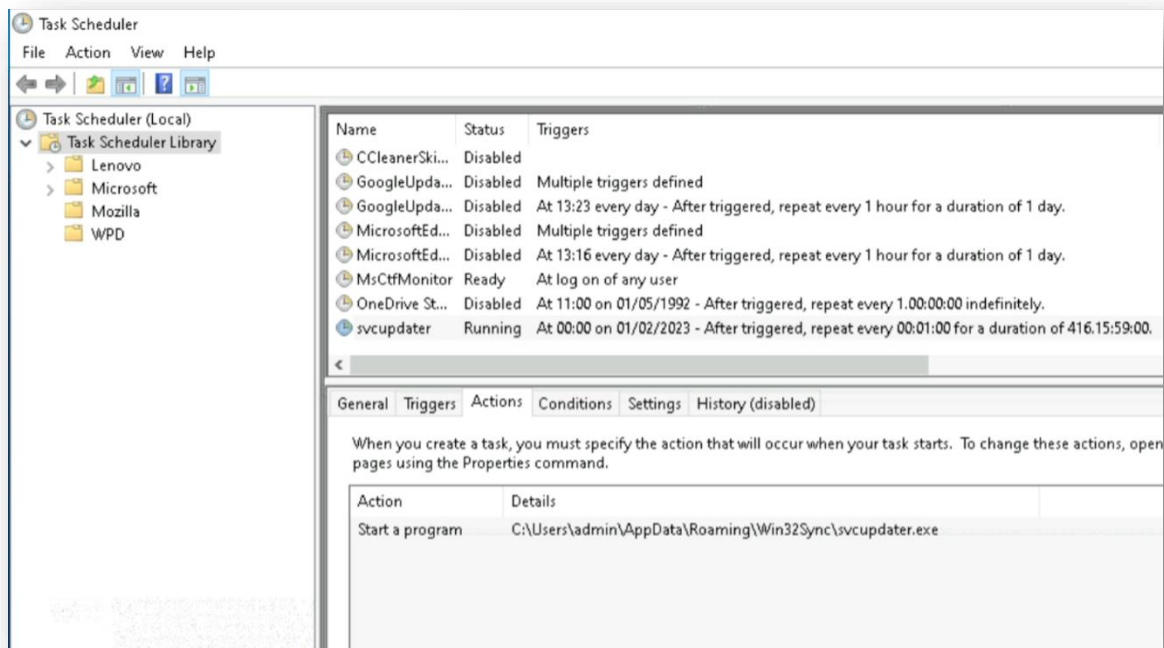 Task Scheduler
File Action View Help
Task Scheduler (Local)
Task Scheduler Library
Lenovo
Microsoft
Mozilla
WPD
Name Status Triggers
CCleanerSki... Disabled
GoogleUpda... Disabled Multiple triggers defined
GoogleUpda... Disabled At 13:23 every day - After triggered, repeat every 1 hour for a duration of 1 day.
MicrosoftEd... Disabled Multiple triggers defined
MicrosoftEd... Disabled At 13:16 every day - After triggered, repeat every 1 hour for a duration of 1 day.
MsCtfMonitor Ready At log on of any user
OneDrive St... Disabled At 11:00 on 01/05/1992 - After triggered, repeat every 1.00:00:00 indefinitely.
svcupdater Running At 00:00 on 01/02/2023 - After triggered, repeat every 00:01:00 for a duration of 416.15:59:00.
General Triggers Actions Conditions Settings History (disabled)
When you create a task, you must specify the action that will occur when your task starts. To change these actions, open
pages using the Properties command.
Action Details
Start a program C:\Users\admin\AppData\Roaming\Win32Sync\svcupdater.exe